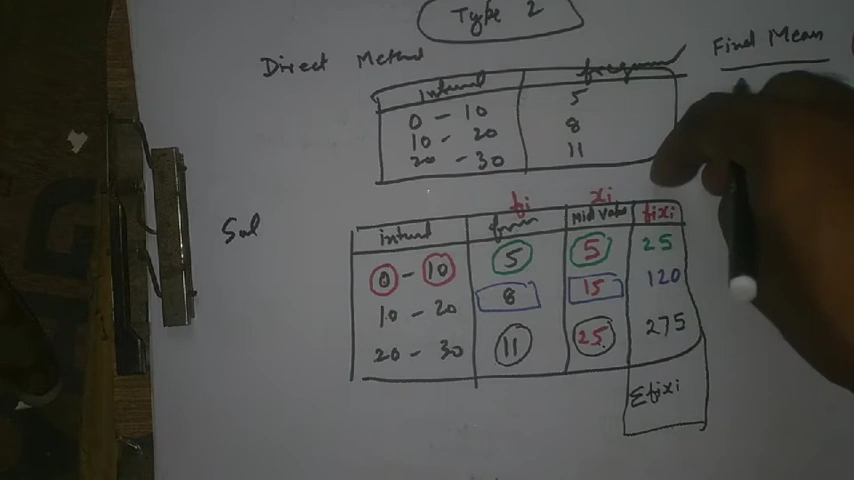 Type 2
Direct Method
Find Mean
interval frequency
0 - 10 5
10 - 20 8
20 - 30 11
Sol
fi xi
interval Mid Value fixi
0 - 10 5 5 25
10 - 20 8 15 120
20 - 30 11 25 275
Σfixi